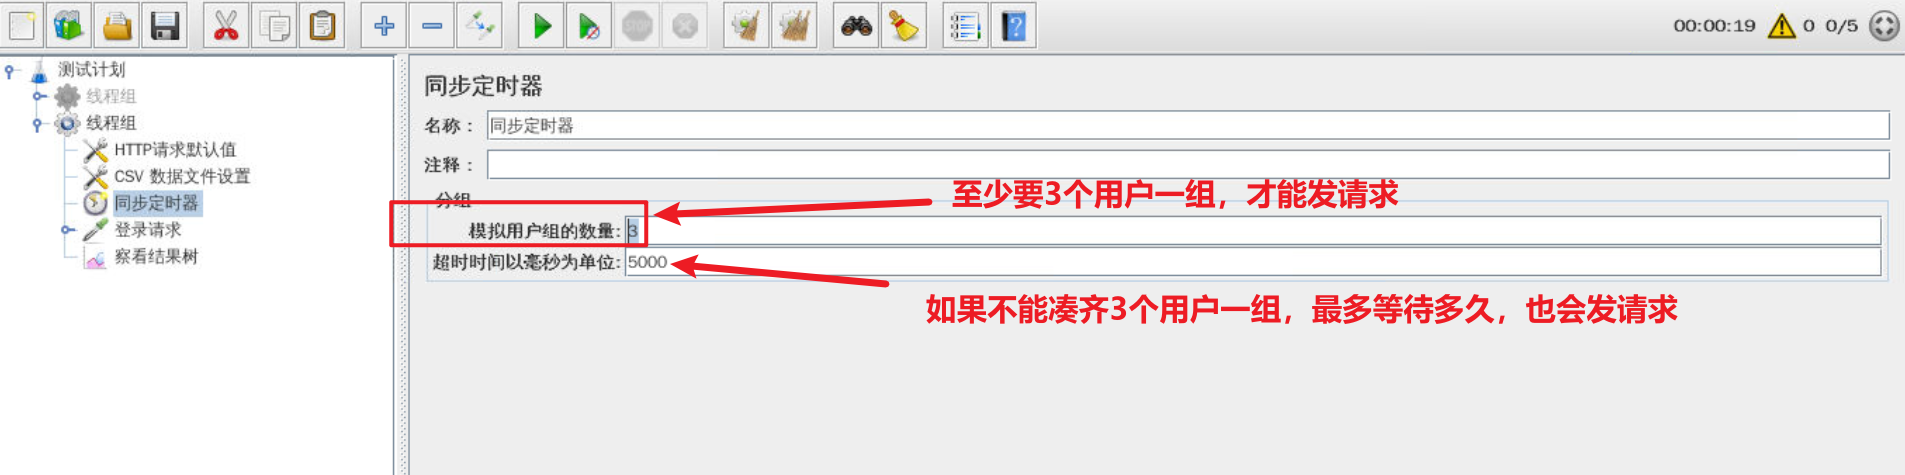 00:00:19 0 0/5
测试计划
线程组
线程组
HTTP请求默认值
CSV 数据文件设置
同步定时器
登录请求
察看结果树
同步定时器
名称： 同步定时器
注释：
分组
至少要3个用户一组，才能发请求
模拟用户组的数量: 3
超时时间以毫秒为单位: 5000
如果不能凑齐3个用户一组，最多等待多久，也会发请求